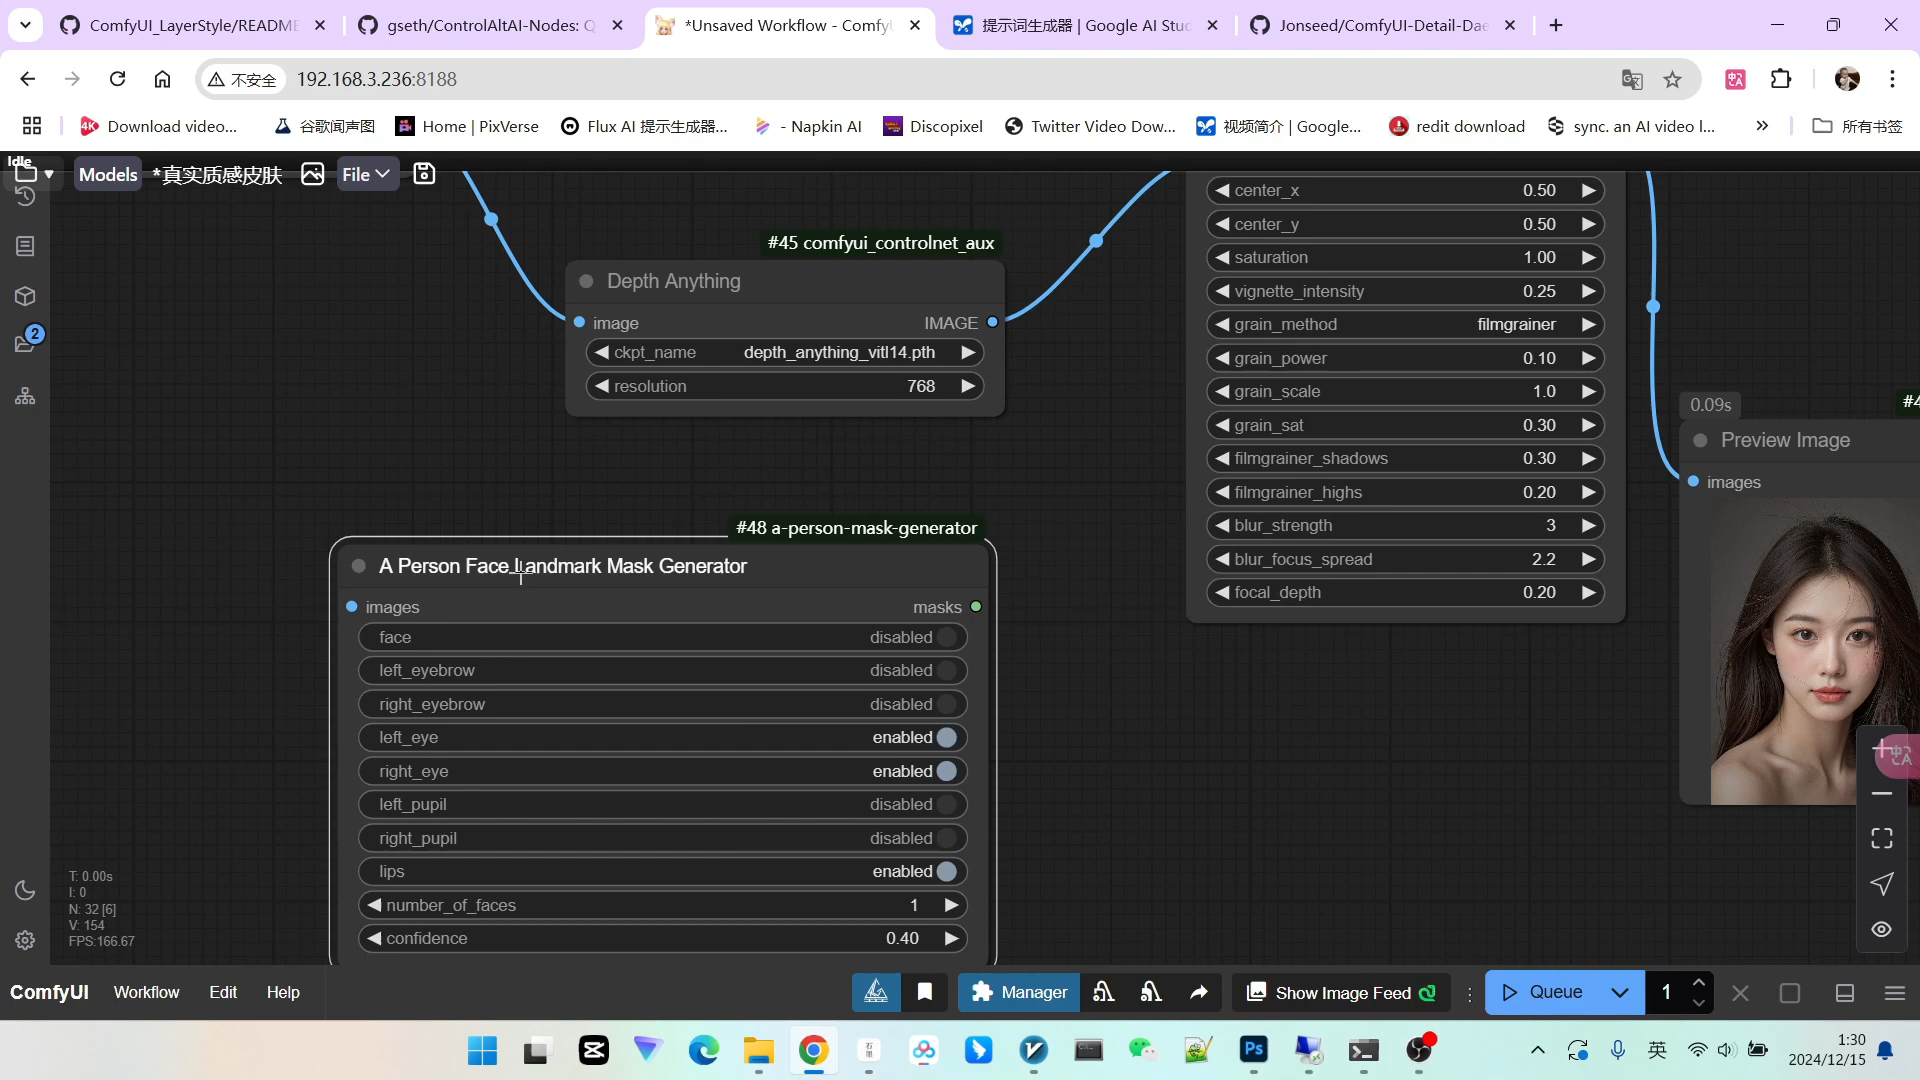 ComfyUI_LayerStyle/README
gseth/ControlAltAI-Nodes: Q
*Unsaved Workflow - Comfy
提示词生成器 | Google AI Stu
Jonseed/ComfyUI-Detail-Dae
不安全
192.168.3.236:8188
Download video...
谷歌闻声图
Home | PixVerse
Flux AI 提示生成器...
- Napkin AI
Discopixel
Twitter Video Dow...
视频简介 | Google...
redit download
sync. an AI video l...
所有书签
Idle
Models
*真实质感皮肤
File
2
#45 comfyui_controlnet_aux
Depth Anything
image
IMAGE
ckpt_name
depth_anything_vitl14.pth
resolution
768
center_x
0.50
center_y
0.50
saturation
1.00
vignette_intensity
0.25
grain_method
filmgrainer
grain_power
0.10
grain_scale
1.0
grain_sat
0.30
filmgrainer_shadows
0.30
filmgrainer_highs
0.20
blur_strength
3
blur_focus_spread
2.2
focal_depth
0.20
0.09s
#4
Preview Image
images
#48 a-person-mask-generator
A Person Face Landmark Mask Generator
images
masks
face
disabled
left_eyebrow
disabled
right_eyebrow
disabled
left_eye
enabled
right_eye
enabled
left_pupil
disabled
right_pupil
disabled
lips
enabled
number_of_faces
1
confidence
0.40
T: 0.00s
I: 0
N: 32 [6]
V: 154
FPS:166.67
ComfyUI
Workflow
Edit
Help
Manager
Show Image Feed
Queue
1
英
1:30
2024/12/15